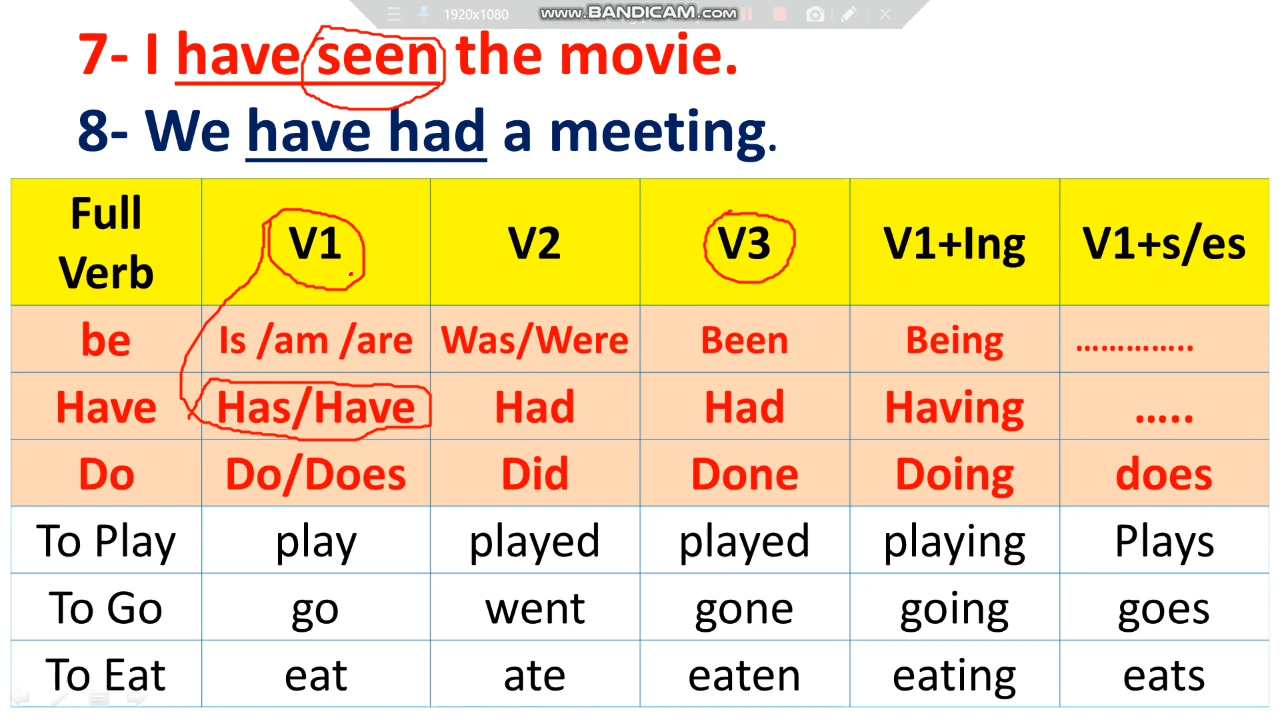 1920x1080 www.BANDICAM.com
7- I have seen the movie.
8- We have had a meeting.
Full Verb V1 V2 V3 V1+Ing V1+s/es
be Is /am /are Was/Were Been Being …………..
Have Has/Have Had Had Having …..
Do Do/Does Did Done Doing does
To Play play played played playing Plays
To Go go went gone going goes
To Eat eat ate eaten eating eats